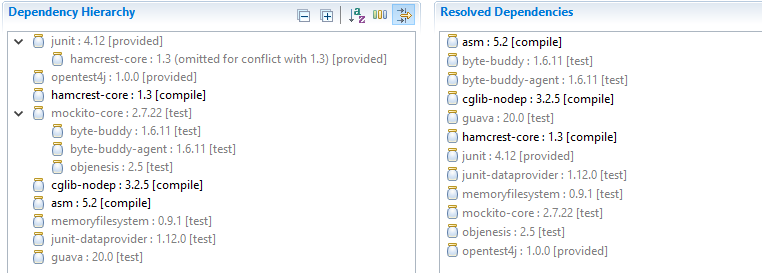 Dependency Hierarchy
junit : 4.12 [provided]
hamcrest-core : 1.3 (omitted for conflict with 1.3) [provided]
opentest4j : 1.0.0 [provided]
hamcrest-core : 1.3 [compile]
mockito-core : 2.7.22 [test]
byte-buddy : 1.6.11 [test]
byte-buddy-agent : 1.6.11 [test]
objenesis : 2.5 [test]
cglib-nodep : 3.2.5 [compile]
asm : 5.2 [compile]
memoryfilesystem : 0.9.1 [test]
junit-dataprovider : 1.12.0 [test]
guava : 20.0 [test]
Resolved Dependencies
asm : 5.2 [compile]
byte-buddy : 1.6.11 [test]
byte-buddy-agent : 1.6.11 [test]
cglib-nodep : 3.2.5 [compile]
guava : 20.0 [test]
hamcrest-core : 1.3 [compile]
junit : 4.12 [provided]
junit-dataprovider : 1.12.0 [test]
memoryfilesystem : 0.9.1 [test]
mockito-core : 2.7.22 [test]
objenesis : 2.5 [test]
opentest4j : 1.0.0 [provided]